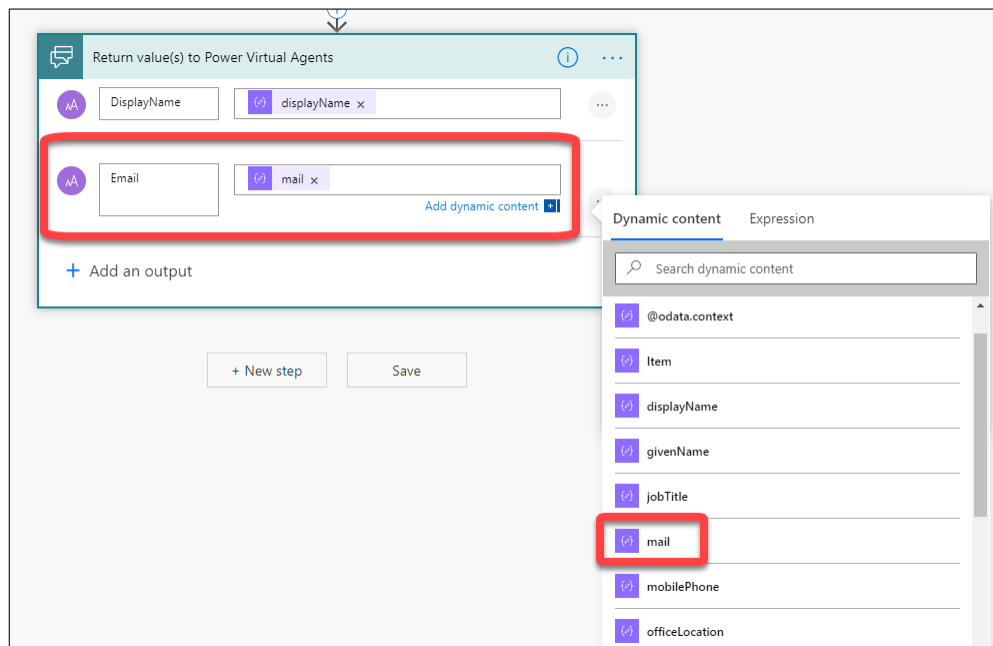 Return value(s) to Power Virtual Agents
DisplayName
displayName
Email
mail
Add dynamic content
Add an output
+ New step
Save
Dynamic content
Expression
Search dynamic content
@odata.context
Item
displayName
givenName
jobTitle
mail
mobilePhone
officeLocation